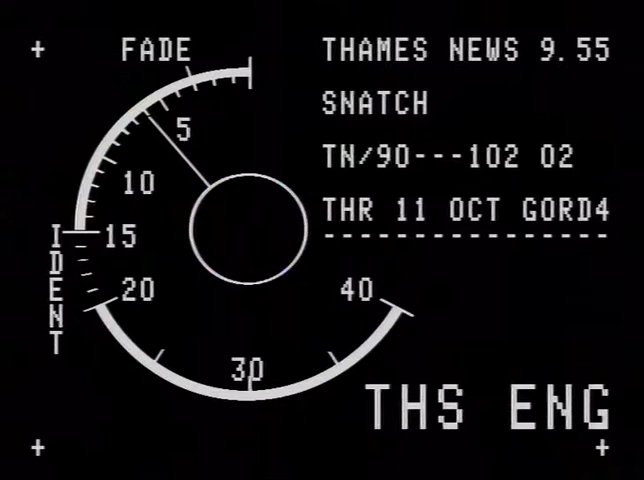 FADE
THAMES NEWS 9.55
SNATCH
TN/90---102 02
THR 11 OCT GORD4
----------------
5
10
15
20
30
40
IDENT
THS ENG